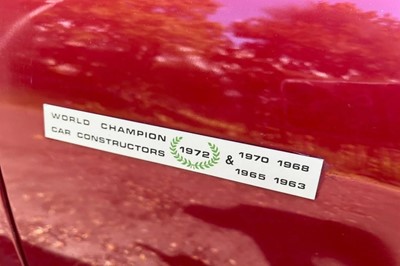 WORLD CHAMPION
CAR CONSTRUCTORS
1972
&
1970 1968
1965 1963